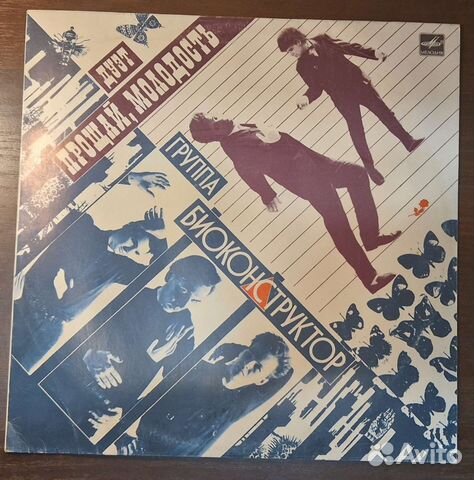 ДУЭТ
ПРОЩАЙ, МОЛОДОСТЬ
ГРУППА
БИОКОНСТРУКТОР
МЕЛОДИЯ
Avito